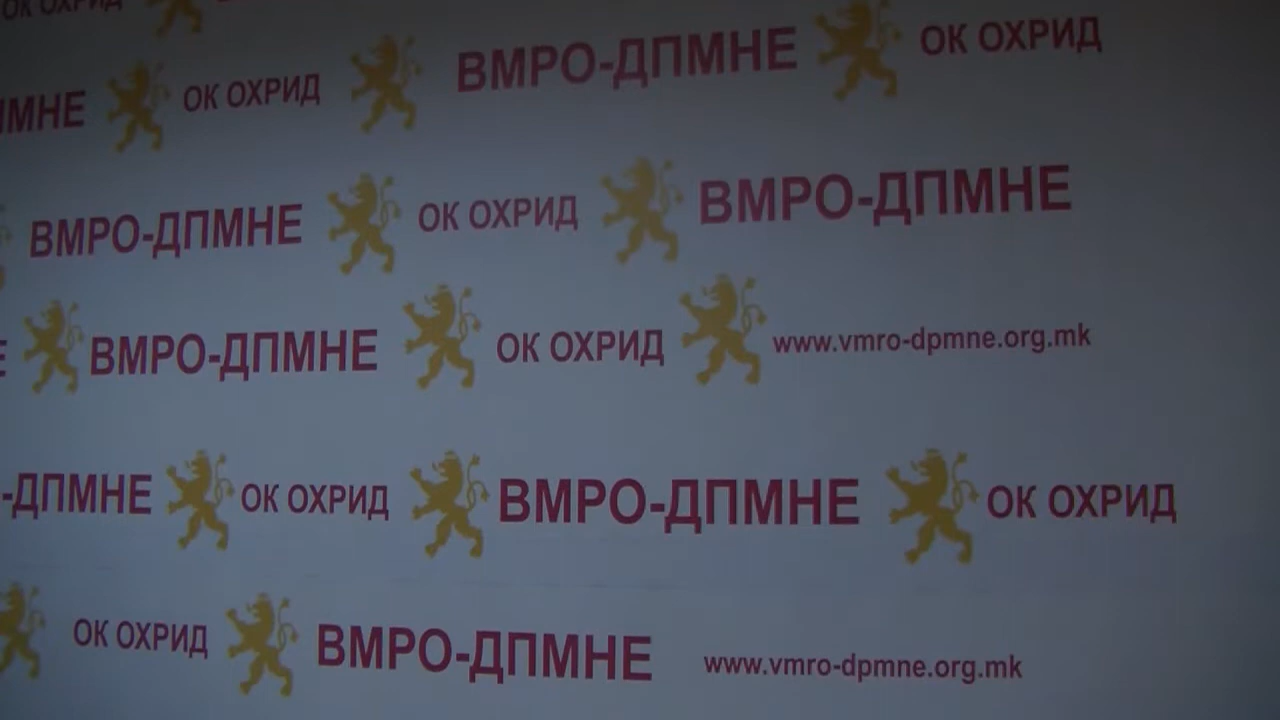 ОК ОХРИД
ПМНЕ ОК ОХРИД ВМРО-ДПМНЕ ОК ОХРИД
ВМРО-ДПМНЕ ОК ОХРИД ВМРО-ДПМНЕ
Е ВМРО-ДПМНЕ ОК ОХРИД www.vmro-dpmne.org.mk
-ДПМНЕ ОК ОХРИД ВМРО-ДПМНЕ ОК ОХРИД
ОК ОХРИД ВМРО-ДПМНЕ www.vmro-dpmne.org.mk